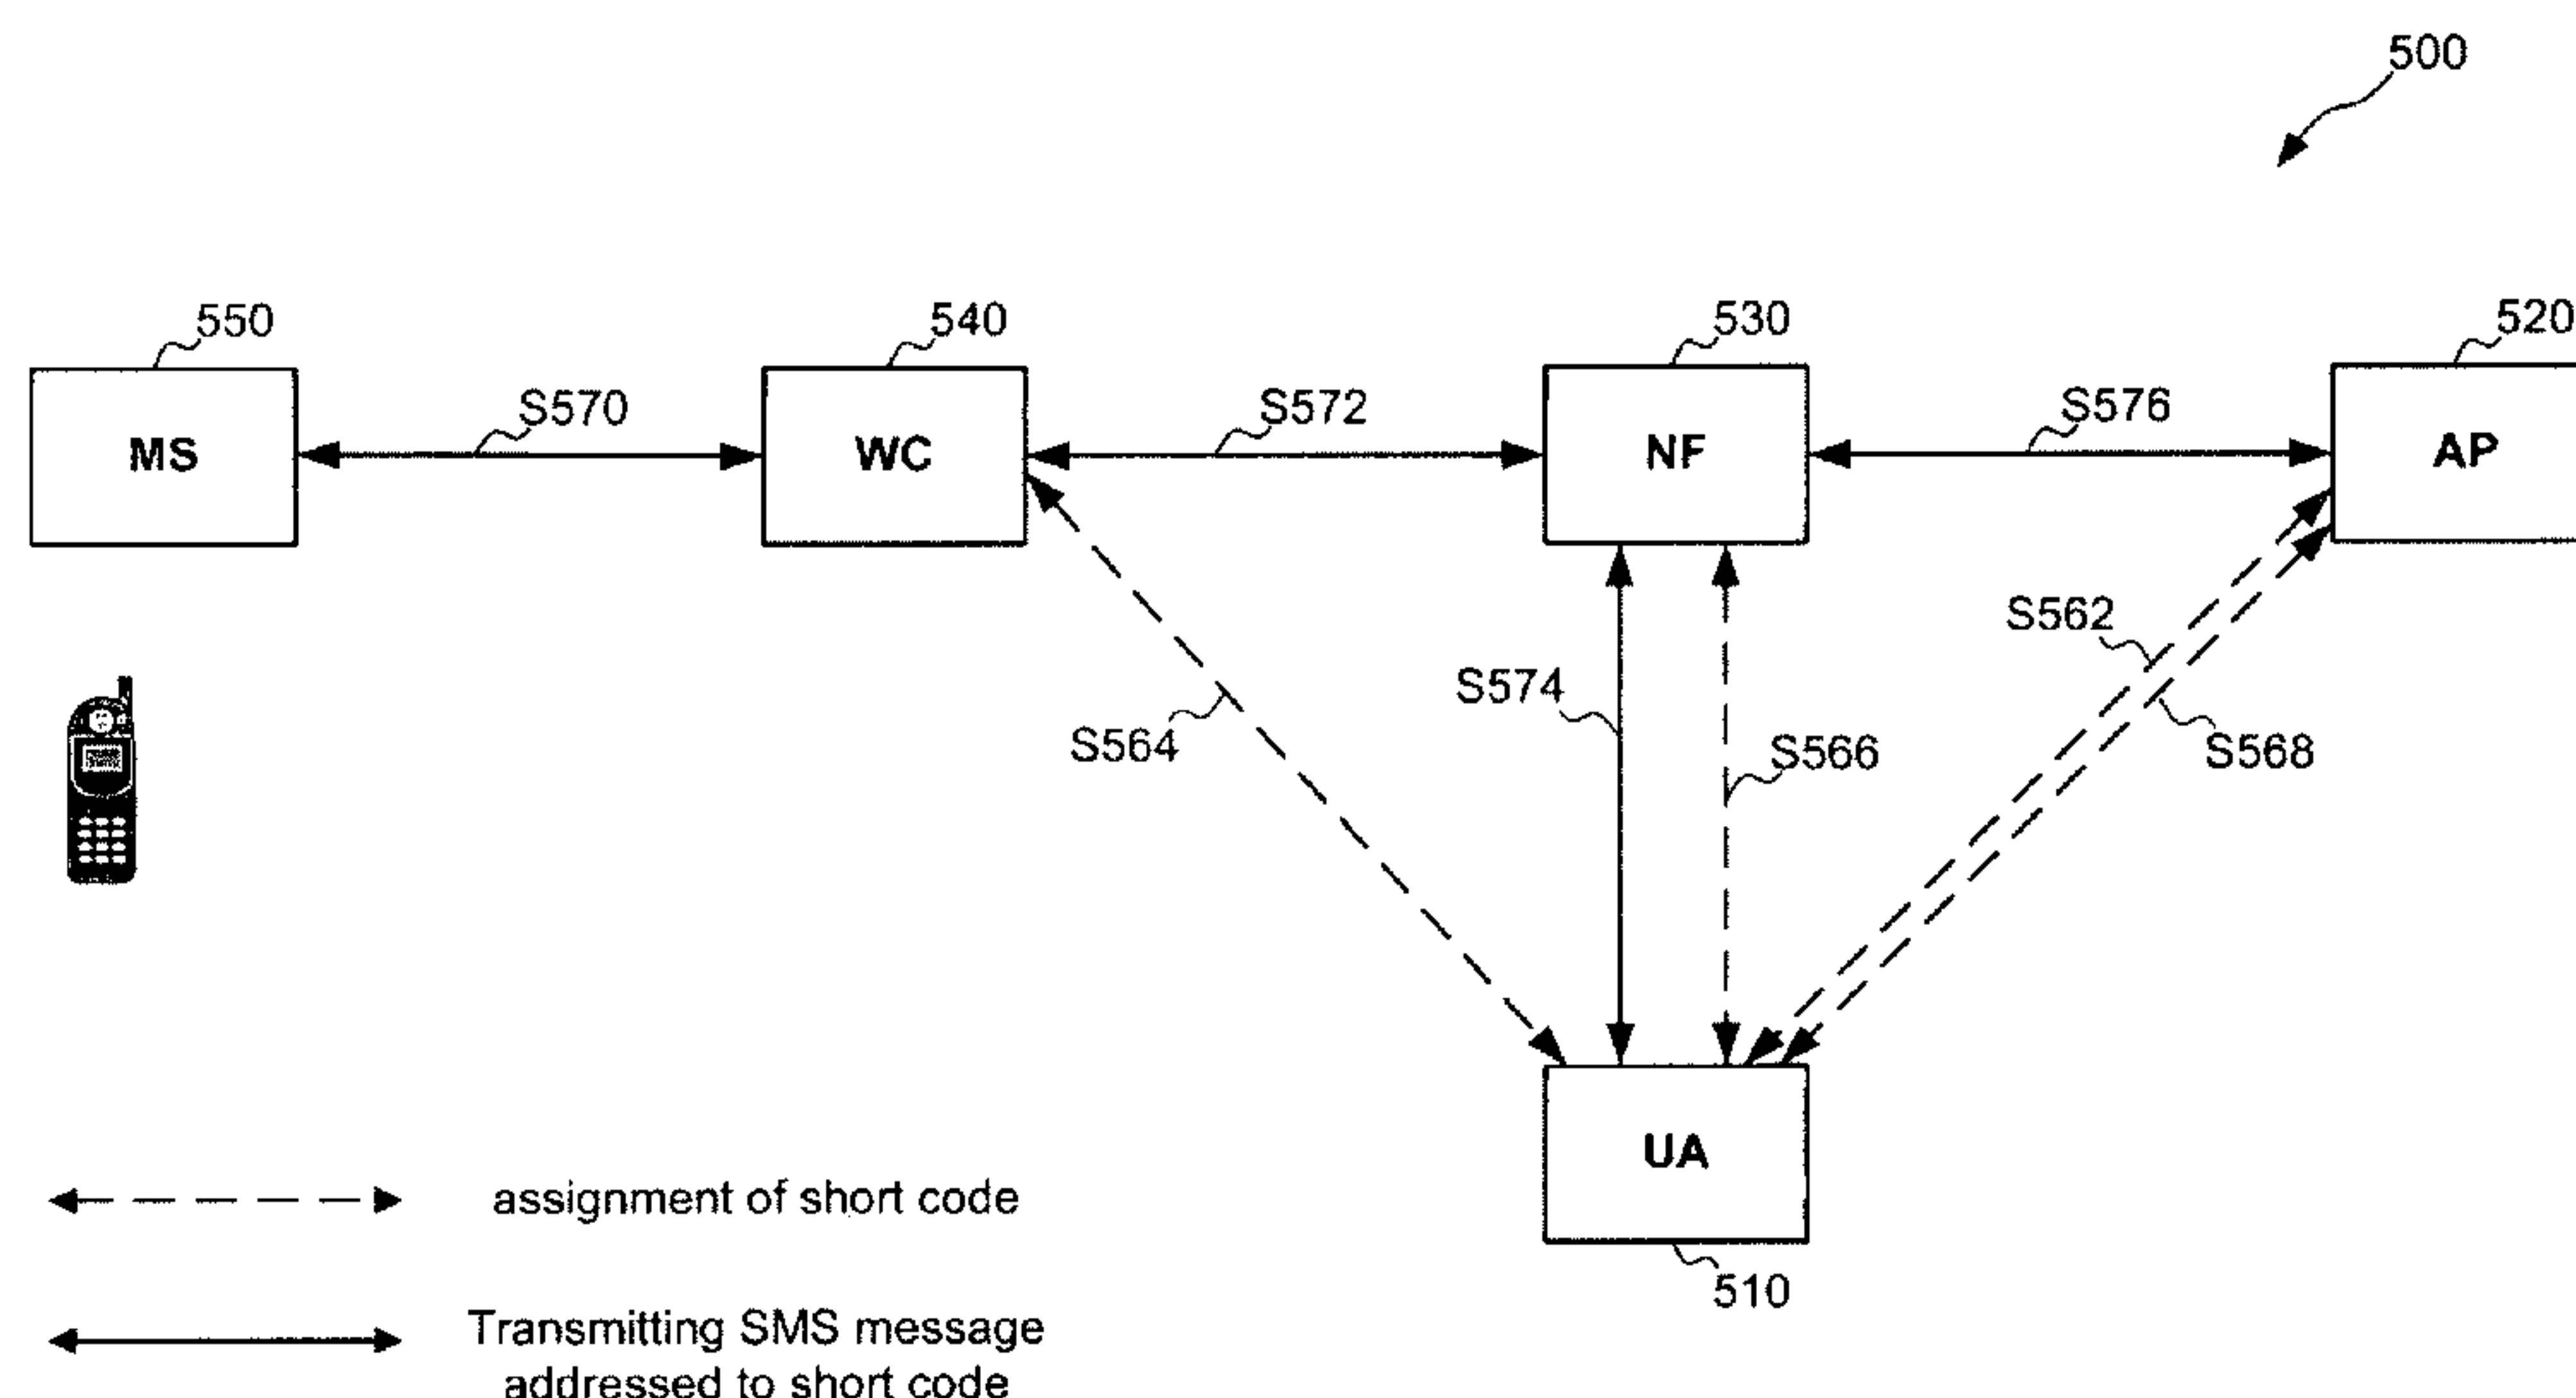 500
550
540
530
520
S570
S572
S576
MS
WC
NF
AP
S562
S574
S564
S566
S568
UA
assignment of short code
510
Transmitting SMS message
addressed to short code